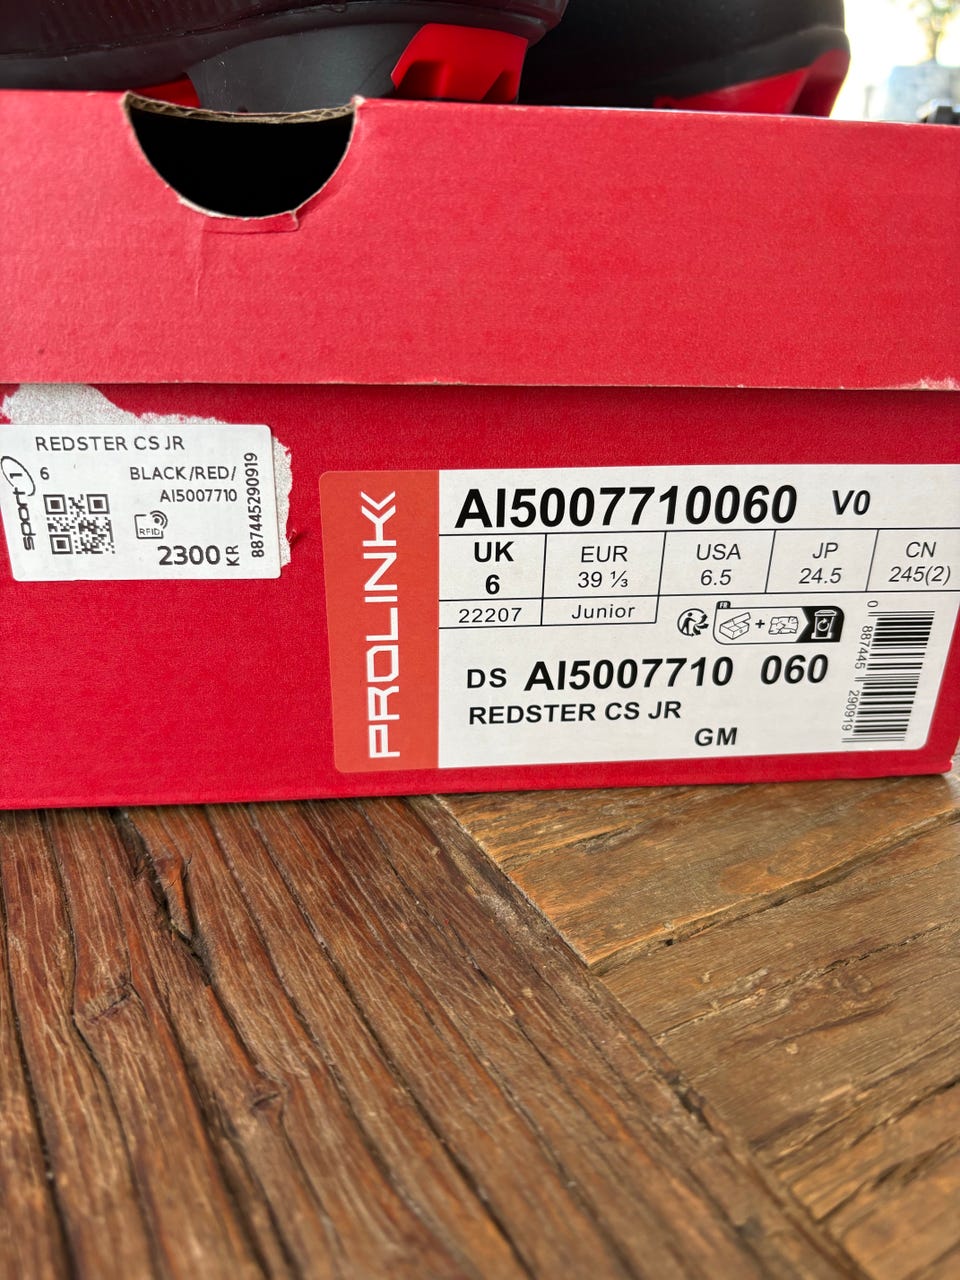 REDSTER CS JR
sport1
6
BLACK/RED/
AI5007710
RFID
2300 KR
887445290919
PROLINK
AI5007710060 V0
UK
6
EUR
39 ⅓
USA
6.5
JP
24.5
CN
245(2)
22207
Junior
FR
+
DS AI5007710 060
REDSTER CS JR
GM
0 887445 290919